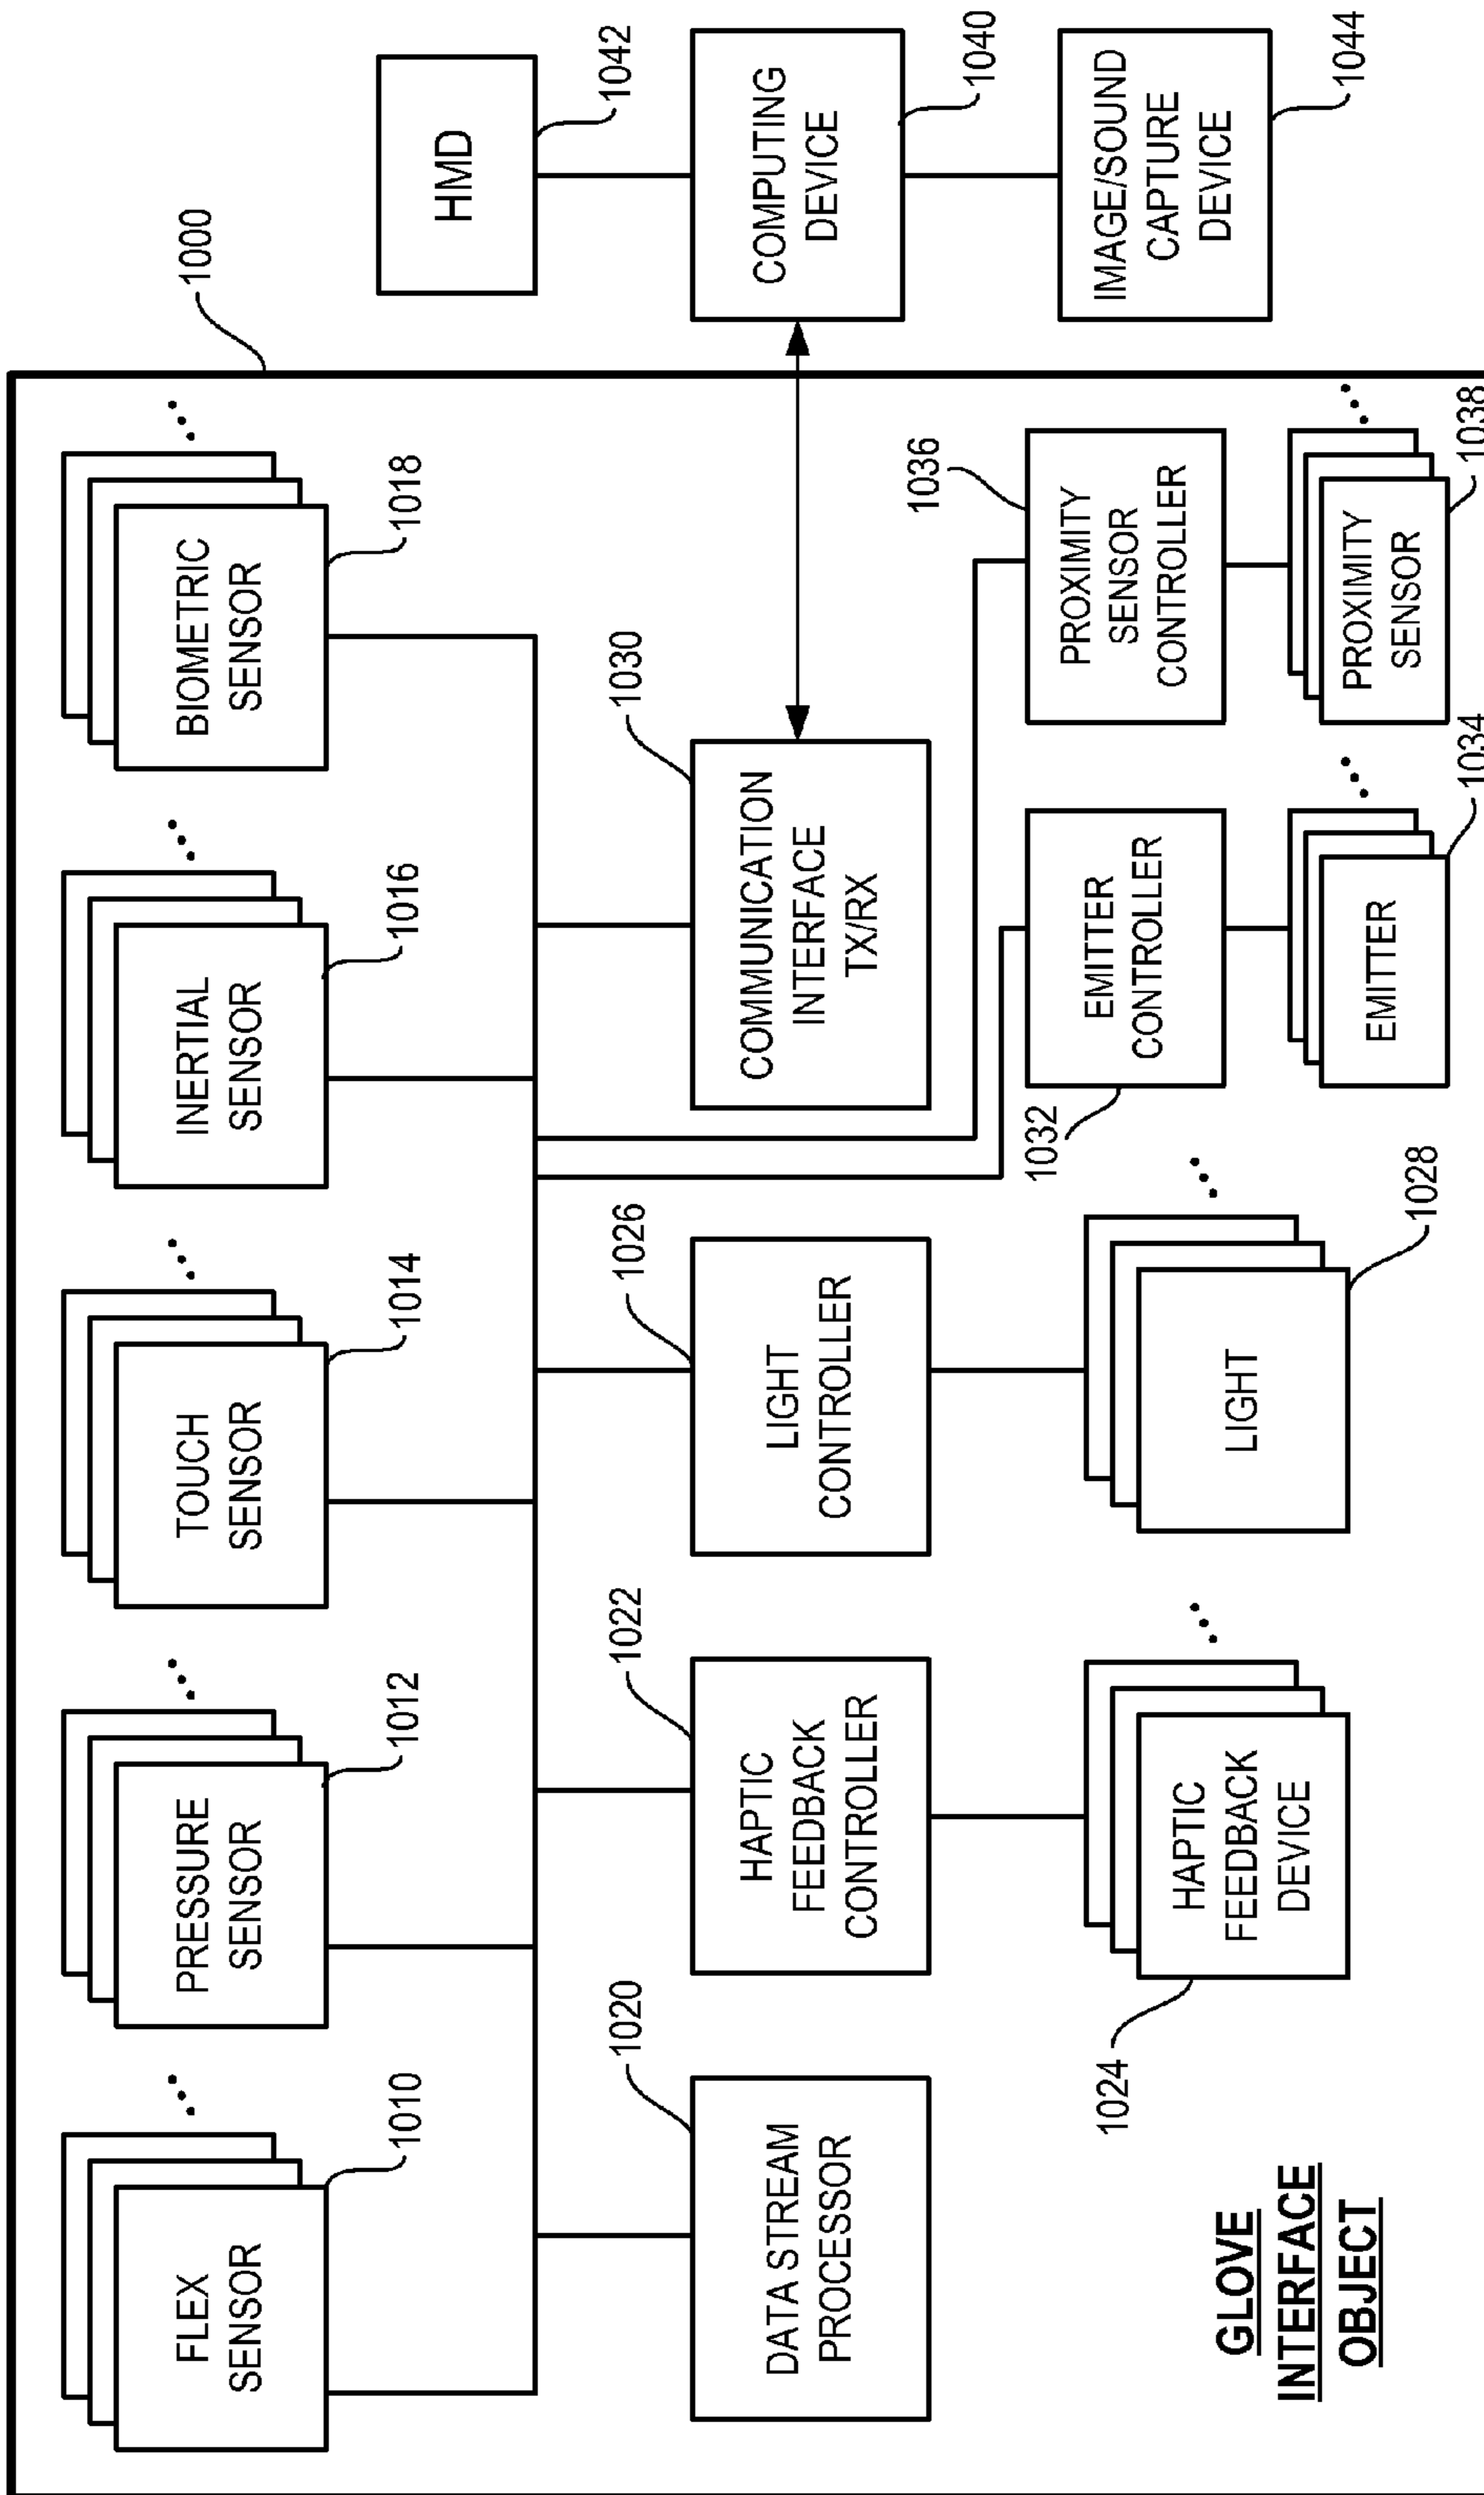 1000
FLEX
SENSOR
1010
PRESSURE
SENSOR
1012
TOUCH
SENSOR
1014
INERTIAL
SENSOR
1016
BIOMETRIC
SENSOR
1018
HMD
1042
DATA STREAM
PROCESSOR
1020
HAPTIC
FEEDBACK
CONTROLLER
1022
LIGHT
CONTROLLER
1026
COMMUNICATION
INTERFACE
TX/RX
1030
COMPUTING
DEVICE
1040
HAPTIC
FEEDBACK
DEVICE
1024
LIGHT
1028
EMITTER
CONTROLLER
1032
PROXIMITY
SENSOR
CONTROLLER
1036
IMAGE/SOUND
CAPTURE
DEVICE
1044
EMITTER
1034
PROXIMITY
SENSOR
1038
GLOVE
INTERFACE
OBJECT